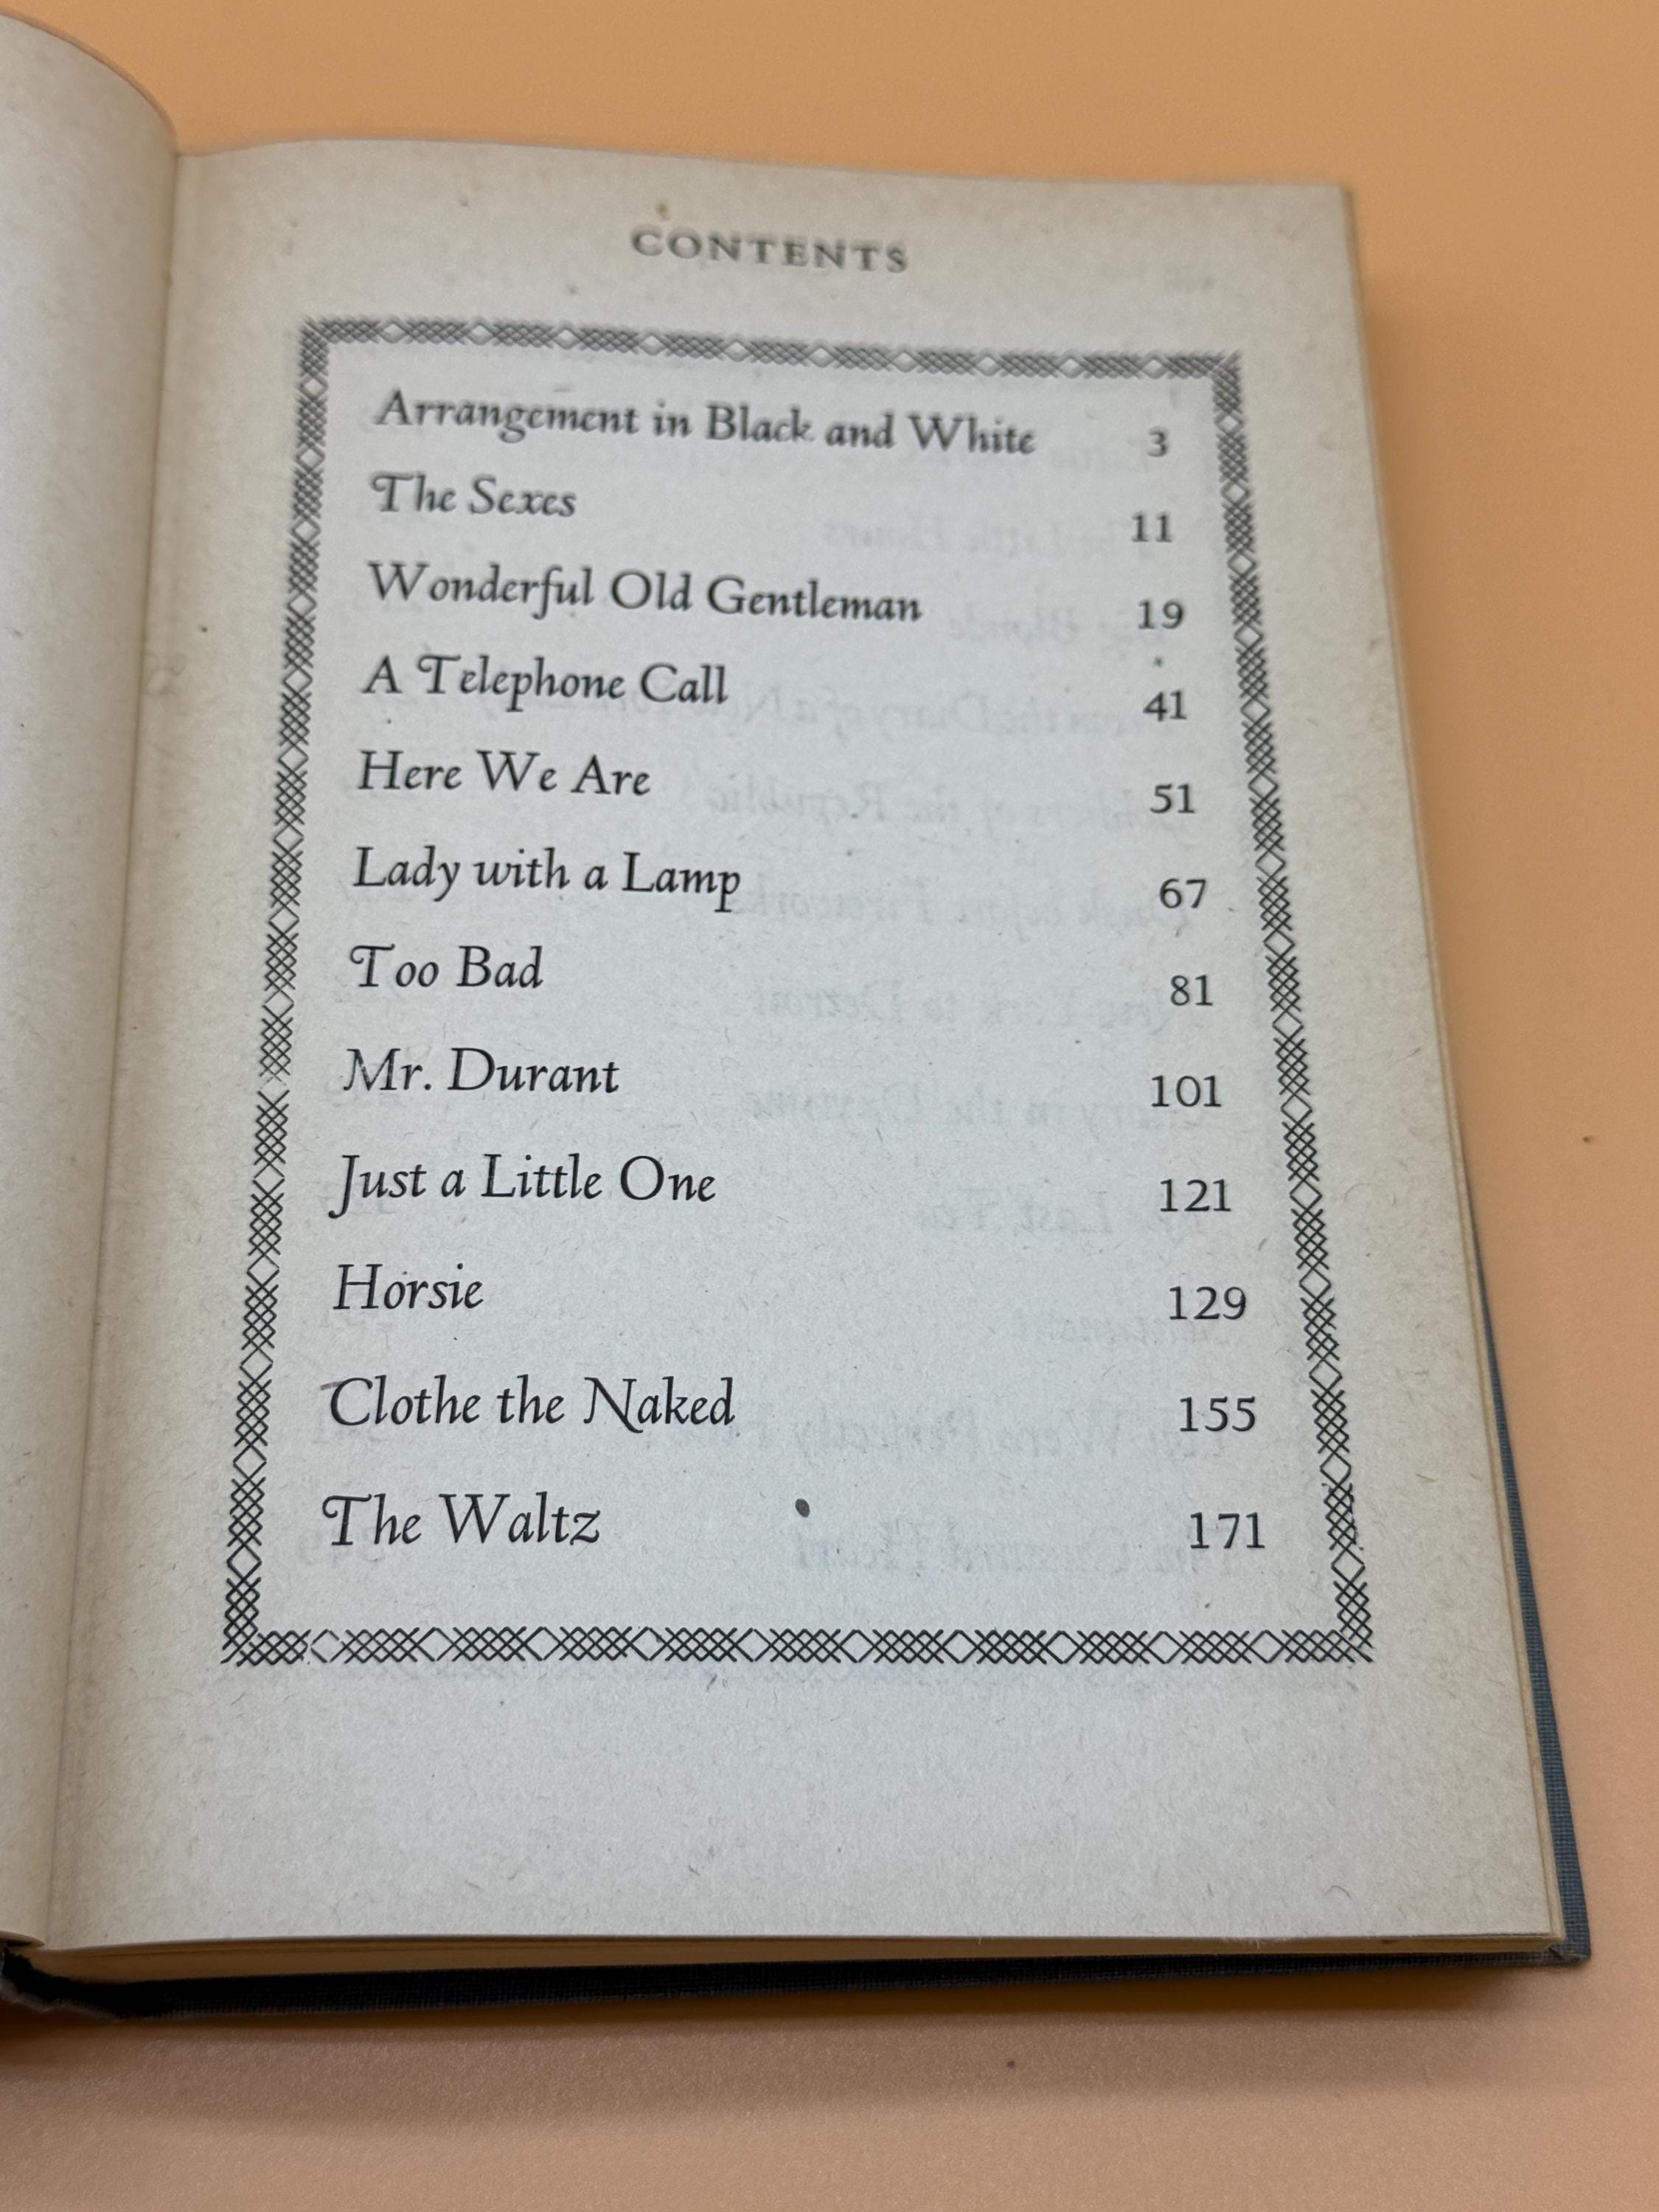 CONTENTS
Arrangement in Black and White 3
The Sexes 11
Wonderful Old Gentleman 19
A Telephone Call 41
Here We Are 51
Lady with a Lamp 67
Too Bad 81
Mr. Durant 101
Just a Little One 121
Horsie 129
Clothe the Naked 155
The Waltz 171